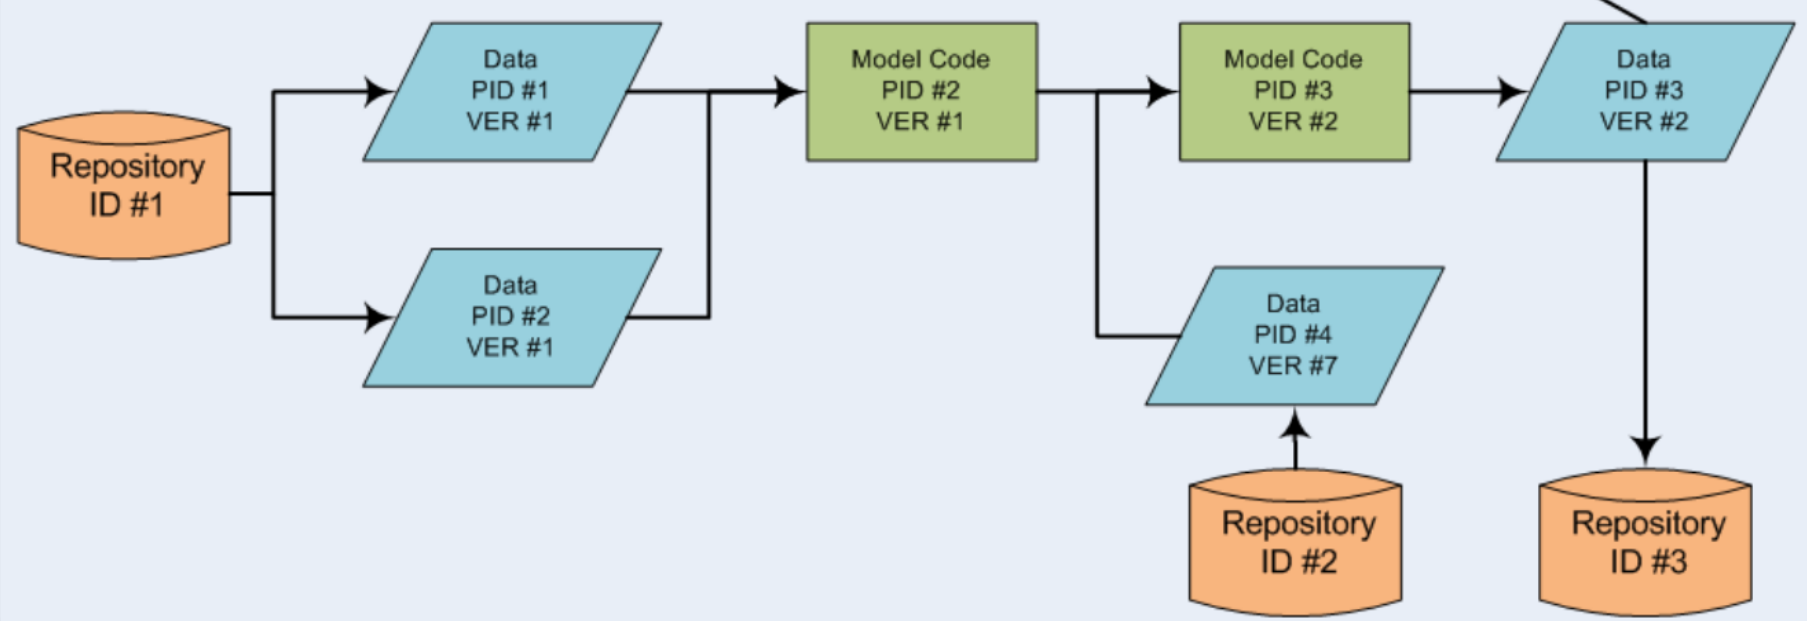 Repository
ID #1
Data
PID #1
VER #1
Data
PID #2
VER #1
Model Code
PID #2
VER #1
Model Code
PID #3
VER #2
Data
PID #3
VER #2
Data
PID #4
VER #7
Repository
ID #2
Repository
ID #3